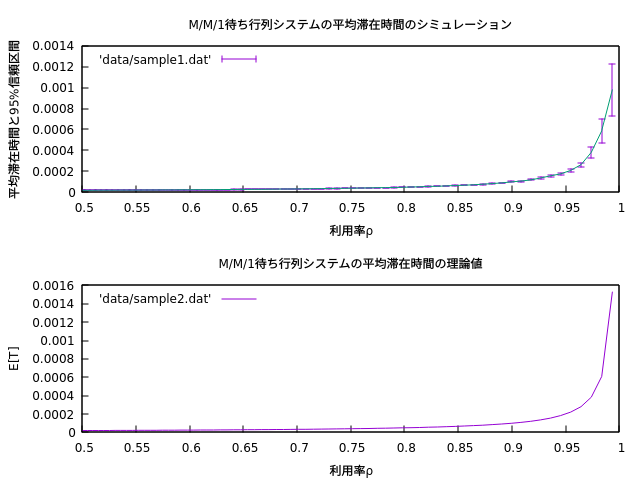 M/M/1待ち行列システムの平均滞在時間のシミュレーション
平均滞在時間と95%信頼区間
0.0014
0.0012
0.001
0.0008
0.0006
0.0004
0.0002
0
'data/sample1.dat'
0.5 0.55 0.6 0.65 0.7 0.75 0.8 0.85 0.9 0.95 1
利用率ρ
M/M/1待ち行列システムの平均滞在時間の理論値
E[T]
0.0016
0.0014
0.0012
0.001
0.0008
0.0006
0.0004
0.0002
0
'data/sample2.dat'
0.5 0.55 0.6 0.65 0.7 0.75 0.8 0.85 0.9 0.95 1
利用率ρ